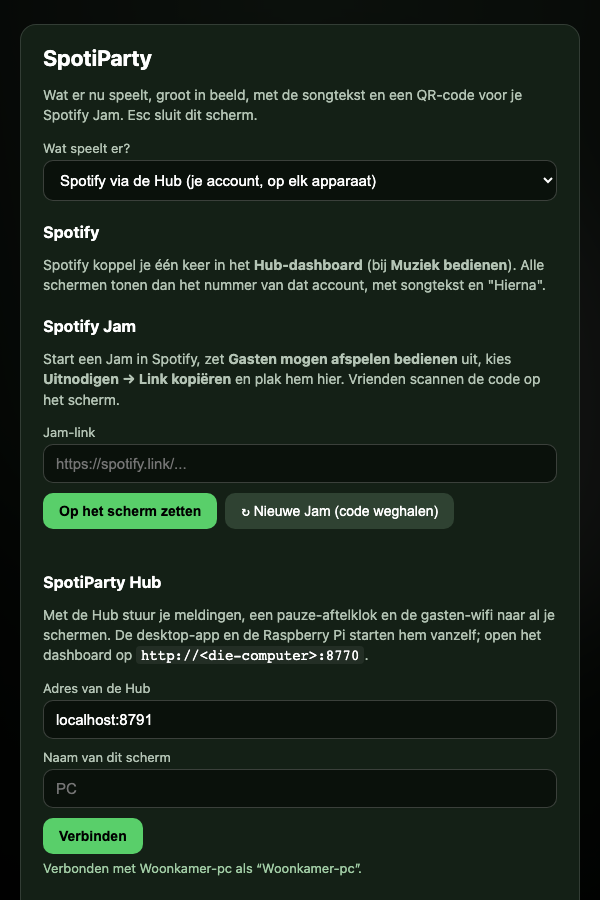 SpotiParty
Wat er nu speelt, groot in beeld, met de songtekst en een QR-code voor je
Spotify Jam. Esc sluit dit scherm.
Wat speelt er?
Spotify via de Hub (je account, op elk apparaat)
Spotify
Spotify koppel je één keer in het Hub-dashboard (bij Muziek bedienen). Alle
schermen tonen dan het nummer van dat account, met songtekst en "Hierna".
Spotify Jam
Start een Jam in Spotify, zet Gasten mogen afspelen bedienen uit, kies
Uitnodigen → Link kopiëren en plak hem hier. Vrienden scannen de code op
het scherm.
Jam-link
https://spotify.link/...
Op het scherm zetten
↻ Nieuwe Jam (code weghalen)
SpotiParty Hub
Met de Hub stuur je meldingen, een pauze-aftelklok en de gasten-wifi naar al je
schermen. De desktop-app en de Raspberry Pi starten hem vanzelf; open het
dashboard op http://<die-computer>:8770.
Adres van de Hub
localhost:8791
Naam van dit scherm
PC
Verbinden
Verbonden met Woonkamer-pc als “Woonkamer-pc”.